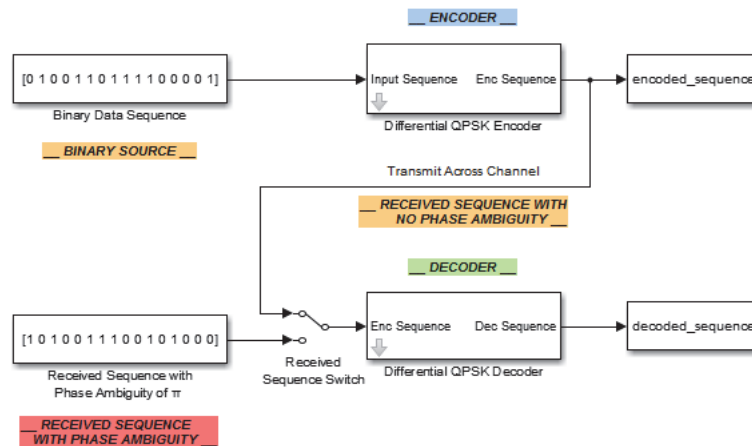 __ ENCODER __
[0 1 0 0 1 1 0 1 1 1 1 0 0 0 0 1]
Input Sequence Enc Sequence
encoded_sequence
Binary Data Sequence
Differential QPSK Encoder
__ BINARY SOURCE __
Transmit Across Channel
__ RECEIVED SEQUENCE WITH
NO PHASE AMBIGUITY __
__ DECODER __
[1 0 1 0 0 1 1 1 0 0 1 0 1 0 0 0]
Enc Sequence Dec Sequence
decoded_sequence
Received
Sequence Switch
Differential QPSK Decoder
Received Sequence with
Phase Ambiguity of π
__ RECEIVED SEQUENCE
WITH PHASE AMBIGUITY __